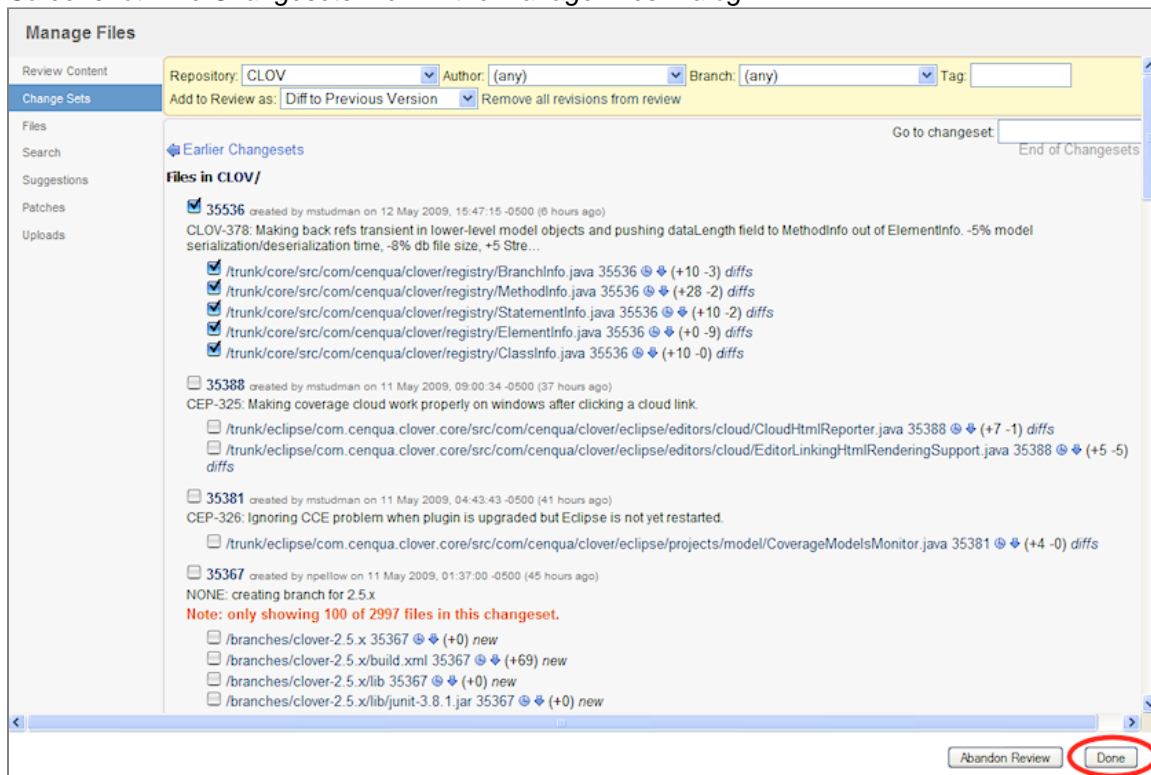 Manage Files
Review Content
Change Sets
Files
Search
Suggestions
Patches
Uploads
Repository: CLOV Author: (any) Branch: (any) Tag:
Add to Review as: Diff to Previous Version Remove all revisions from review
Go to changeset:
Earlier Changesets End of Changesets
Files in CLOV/
35536 created by mstudman on 12 May 2009, 15:47:15 -0500 (6 hours ago)
CLOV-378: Making back refs transient in lower-level model objects and pushing dataLength field to MethodInfo out of ElementInfo. -5% model
serialization/deserialization time, -8% db file size, +5 Stre...
/trunk/core/src/com/cenqua/clover/registry/BranchInfo.java 35536 (+10 -3) diffs
/trunk/core/src/com/cenqua/clover/registry/MethodInfo.java 35536 (+28 -2) diffs
/trunk/core/src/com/cenqua/clover/registry/StatementInfo.java 35536 (+10 -2) diffs
/trunk/core/src/com/cenqua/clover/registry/ElementInfo.java 35536 (+0 -9) diffs
/trunk/core/src/com/cenqua/clover/registry/ClassInfo.java 35536 (+10 -0) diffs
35388 created by mstudman on 11 May 2009, 09:00:34 -0500 (37 hours ago)
CEP-325: Making coverage cloud work properly on windows after clicking a cloud link.
/trunk/eclipse/com.cenqua.clover.core/src/com/cenqua/clover/eclipse/editors/cloud/CloudHtmlReporter.java 35388 (+7 -1) diffs
/trunk/eclipse/com.cenqua.clover.core/src/com/cenqua/clover/eclipse/editors/cloud/EditorLinkingHtmlRenderingSupport.java 35388 (+5 -5)
diffs
35381 created by mstudman on 11 May 2009, 04:43:43 -0500 (41 hours ago)
CEP-326: Ignoring CCE problem when plugin is upgraded but Eclipse is not yet restarted.
/trunk/eclipse/com.cenqua.clover.core/src/com/cenqua/clover/eclipse/projects/model/CoverageModelsMonitor.java 35381 (+4 -0) diffs
35367 created by npellow on 11 May 2009, 01:37:00 -0500 (45 hours ago)
NONE: creating branch for 2.5.x
Note: only showing 100 of 2997 files in this changeset.
/branches/clover-2.5.x 35367 (+0) new
/branches/clover-2.5.x/build.xml 35367 (+69) new
/branches/clover-2.5.x/lib 35367 (+0) new
/branches/clover-2.5.x/lib/junit-3.8.1.jar 35367 (+0) new
Abandon Review Done